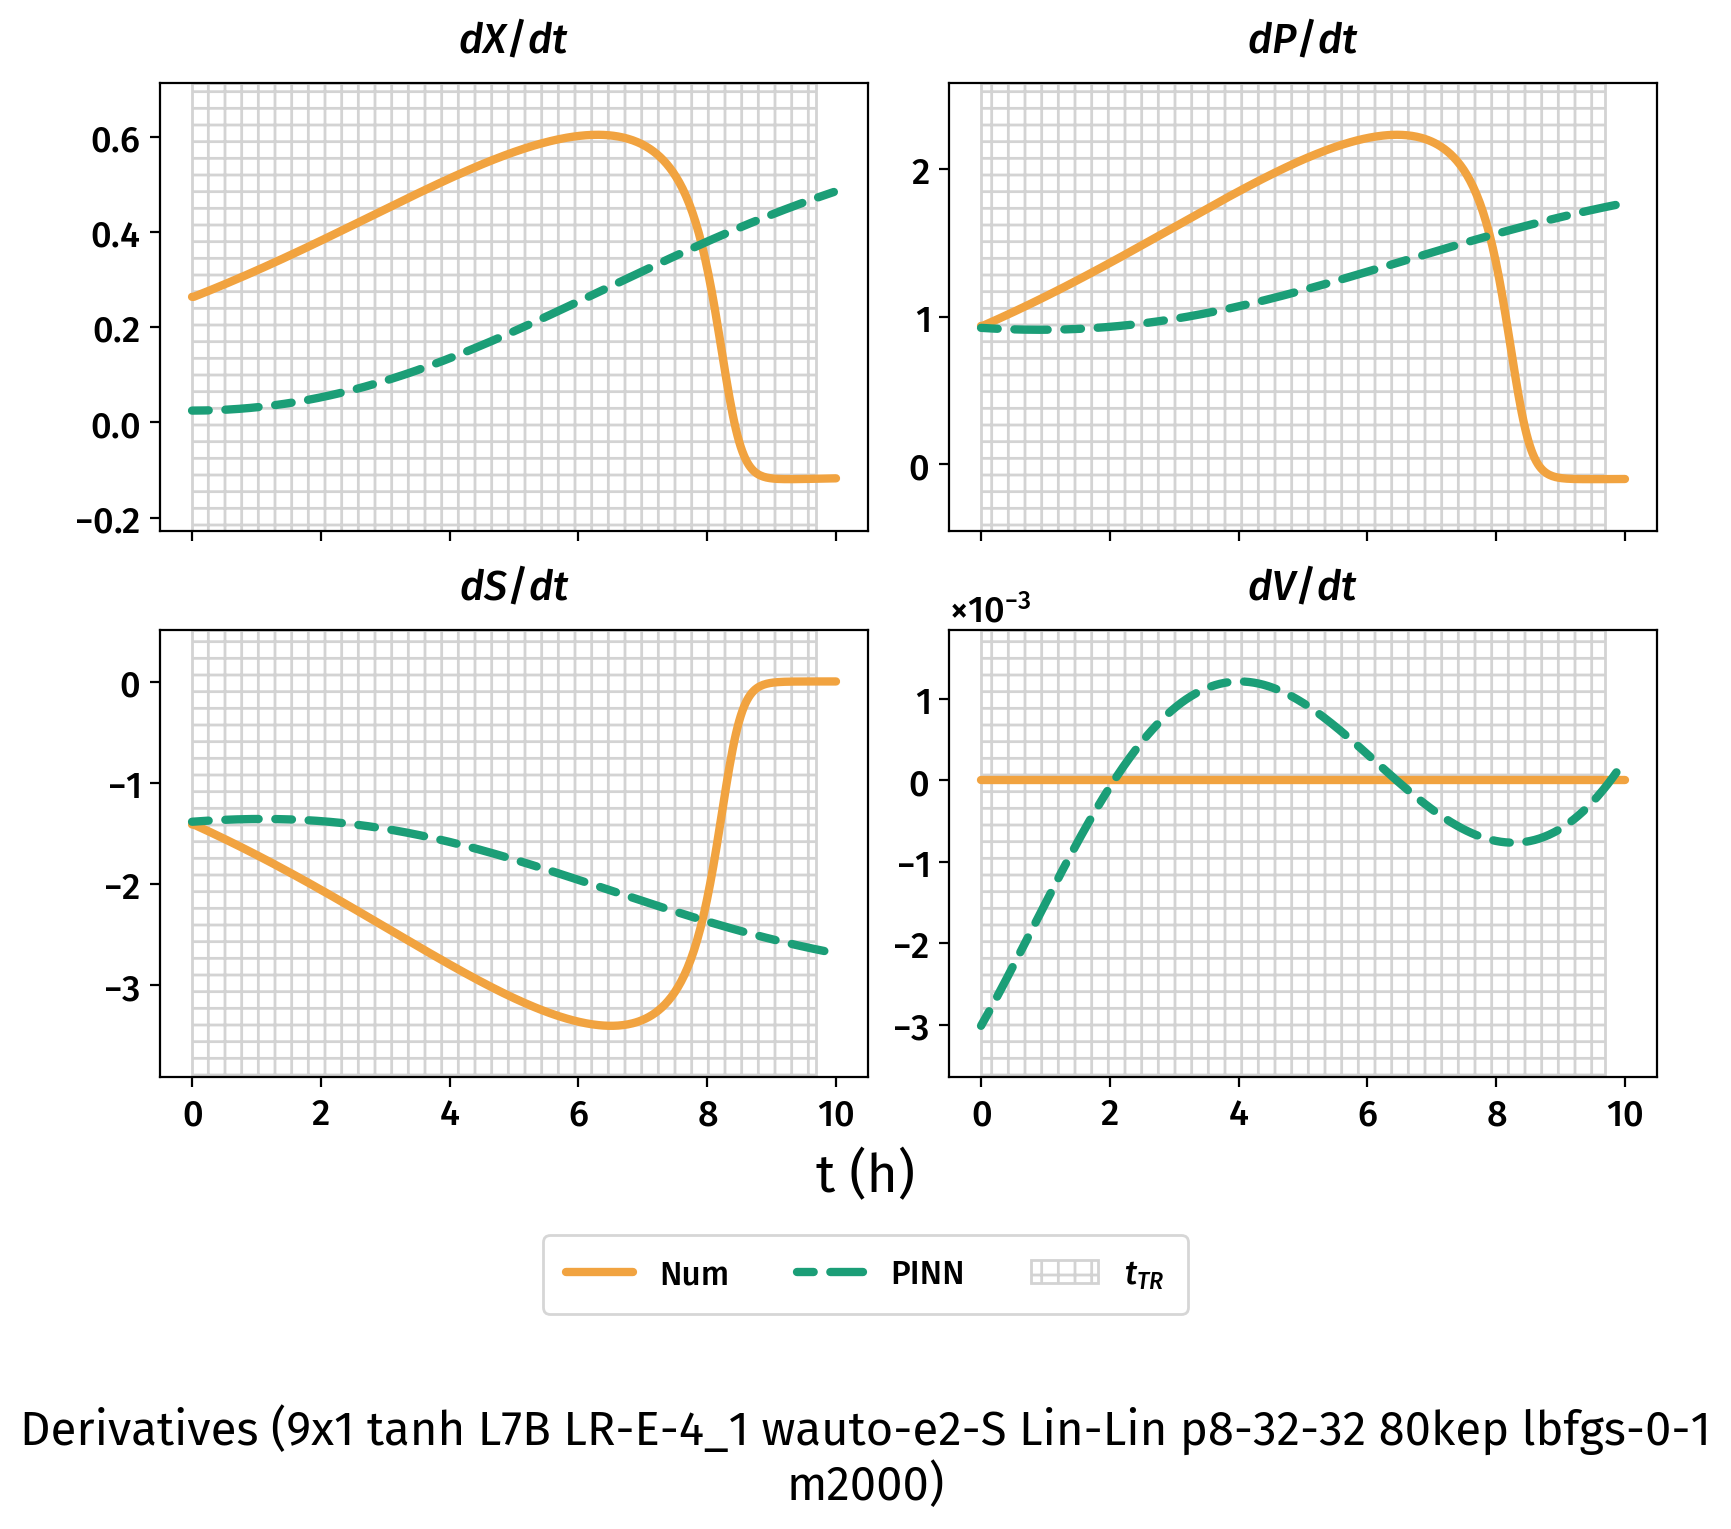 dX/dt
dP/dt
0.6
0.4
0.2
0.0
−0.2
2
1
0
dS/dt
dV/dt
×10⁻³
0
−1
−2
−3
1
0
−1
−2
−3
0 2 4 6 8 10
0 2 4 6 8 10
t (h)
Num PINN t_TR
Derivatives (9x1 tanh L7B LR-E-4_1 wauto-e2-S Lin-Lin p8-32-32 80kep lbfgs-0-1
m2000)